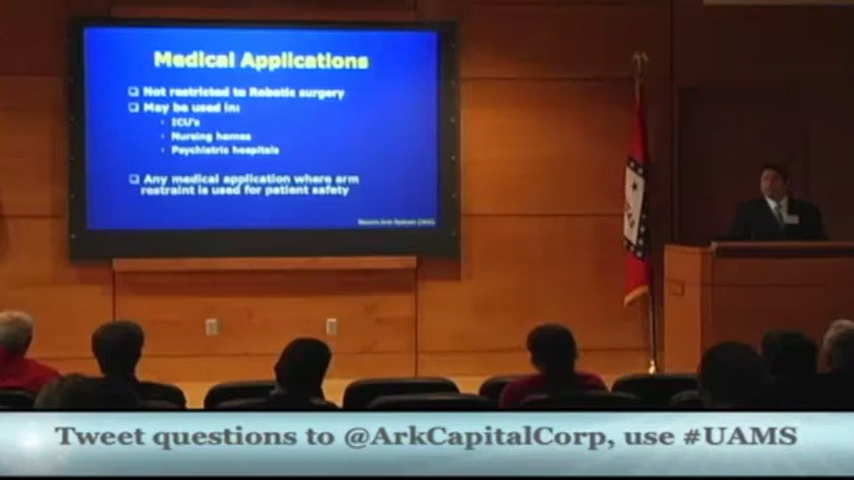 Medical Applications
❑ Not restricted to Robotic surgery
❑ May be used in:
· ICU's
· Nursing homes
· Psychiatric hospitals
❑ Any medical application where arm
restraint is used for patient safety
Tweet questions to @ArkCapitalCorp, use #UAMS